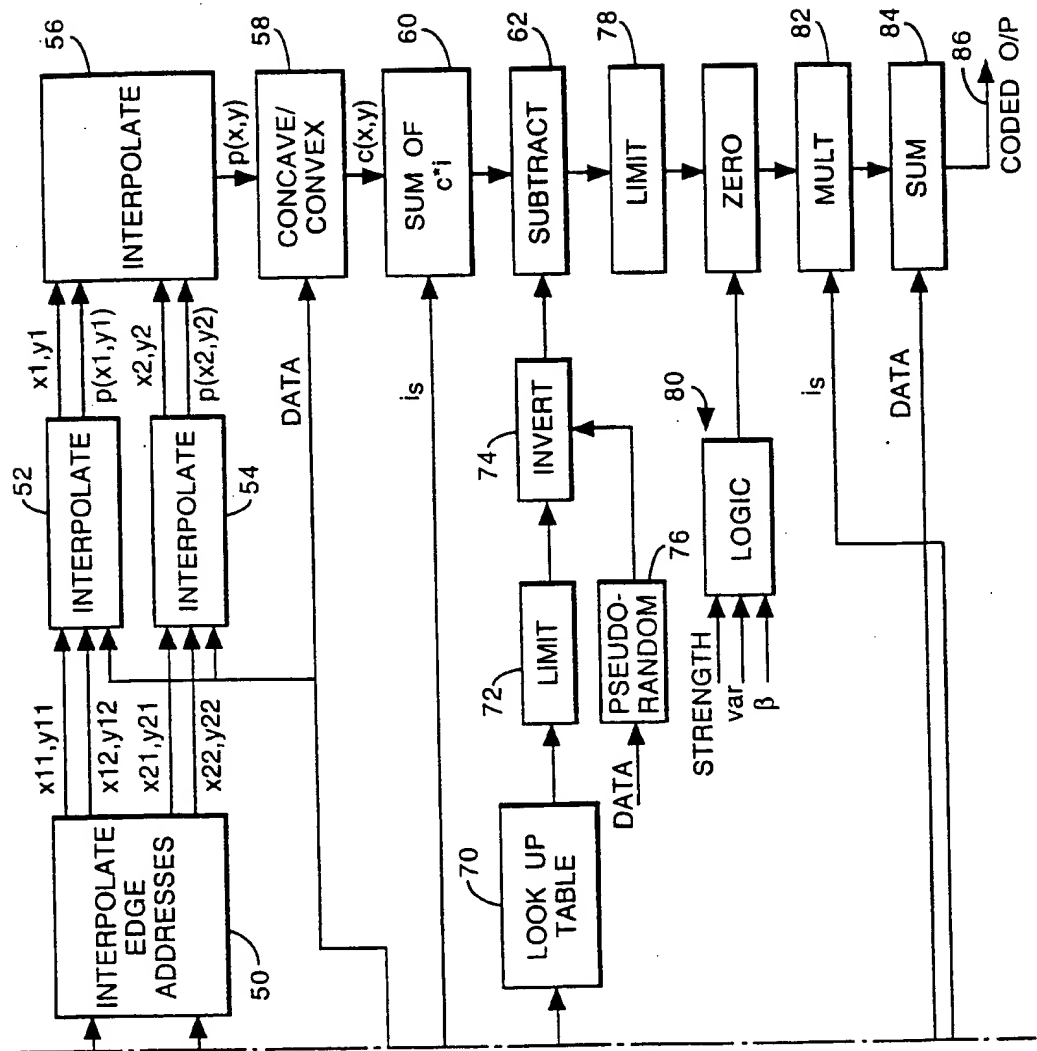 56
INTERPOLATE
x1,y1
p(x1,y1)
x2,y2
p(x2,y2)
52
INTERPOLATE
INTERPOLATE
54
x11,y11
x12,y12
x21,y21
x22,y22
INTERPOLATE
EDGE
ADDRESSES
50
p(x,y)
58
CONCAVE/
CONVEX
DATA
c(x,y)
60
SUM OF
c*i
is
62
SUBTRACT
74
INVERT
72
LIMIT
70
LOOK UP
TABLE
76
PSEUDO-
RANDOM
DATA
78
LIMIT
ZERO
80
LOGIC
STRENGTH
var
β
82
MULT
is
84
SUM
DATA
86
CODED O/P